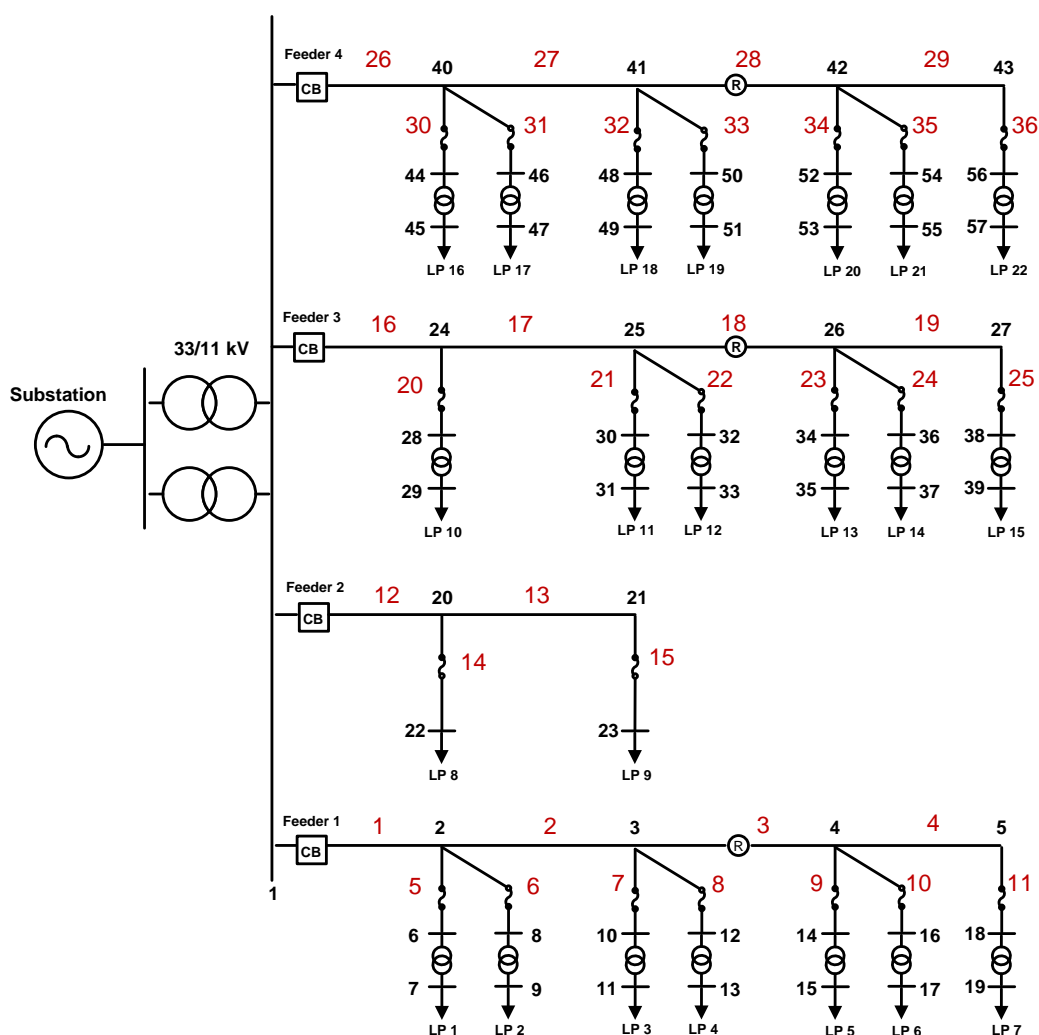 Feeder 4
CB
26
40
27
41
R
28
42
29
43
30
31
32
33
34
35
36
44
46
48
50
52
54
56
45
47
49
51
53
55
57
LP 16
LP 17
LP 18
LP 19
LP 20
LP 21
LP 22
Feeder 3
CB
16
24
17
25
R
18
26
19
27
33/11 kV
Substation
20
21
22
23
24
25
28
30
32
34
36
38
29
31
33
35
37
39
LP 10
LP 11
LP 12
LP 13
LP 14
LP 15
Feeder 2
CB
12
20
13
21
14
15
22
23
LP 8
LP 9
Feeder 1
CB
1
2
2
3
R
3
4
4
5
1
5
6
7
8
9
10
11
6
8
10
12
14
16
18
7
9
11
13
15
17
19
LP 1
LP 2
LP 3
LP 4
LP 5
LP 6
LP 7